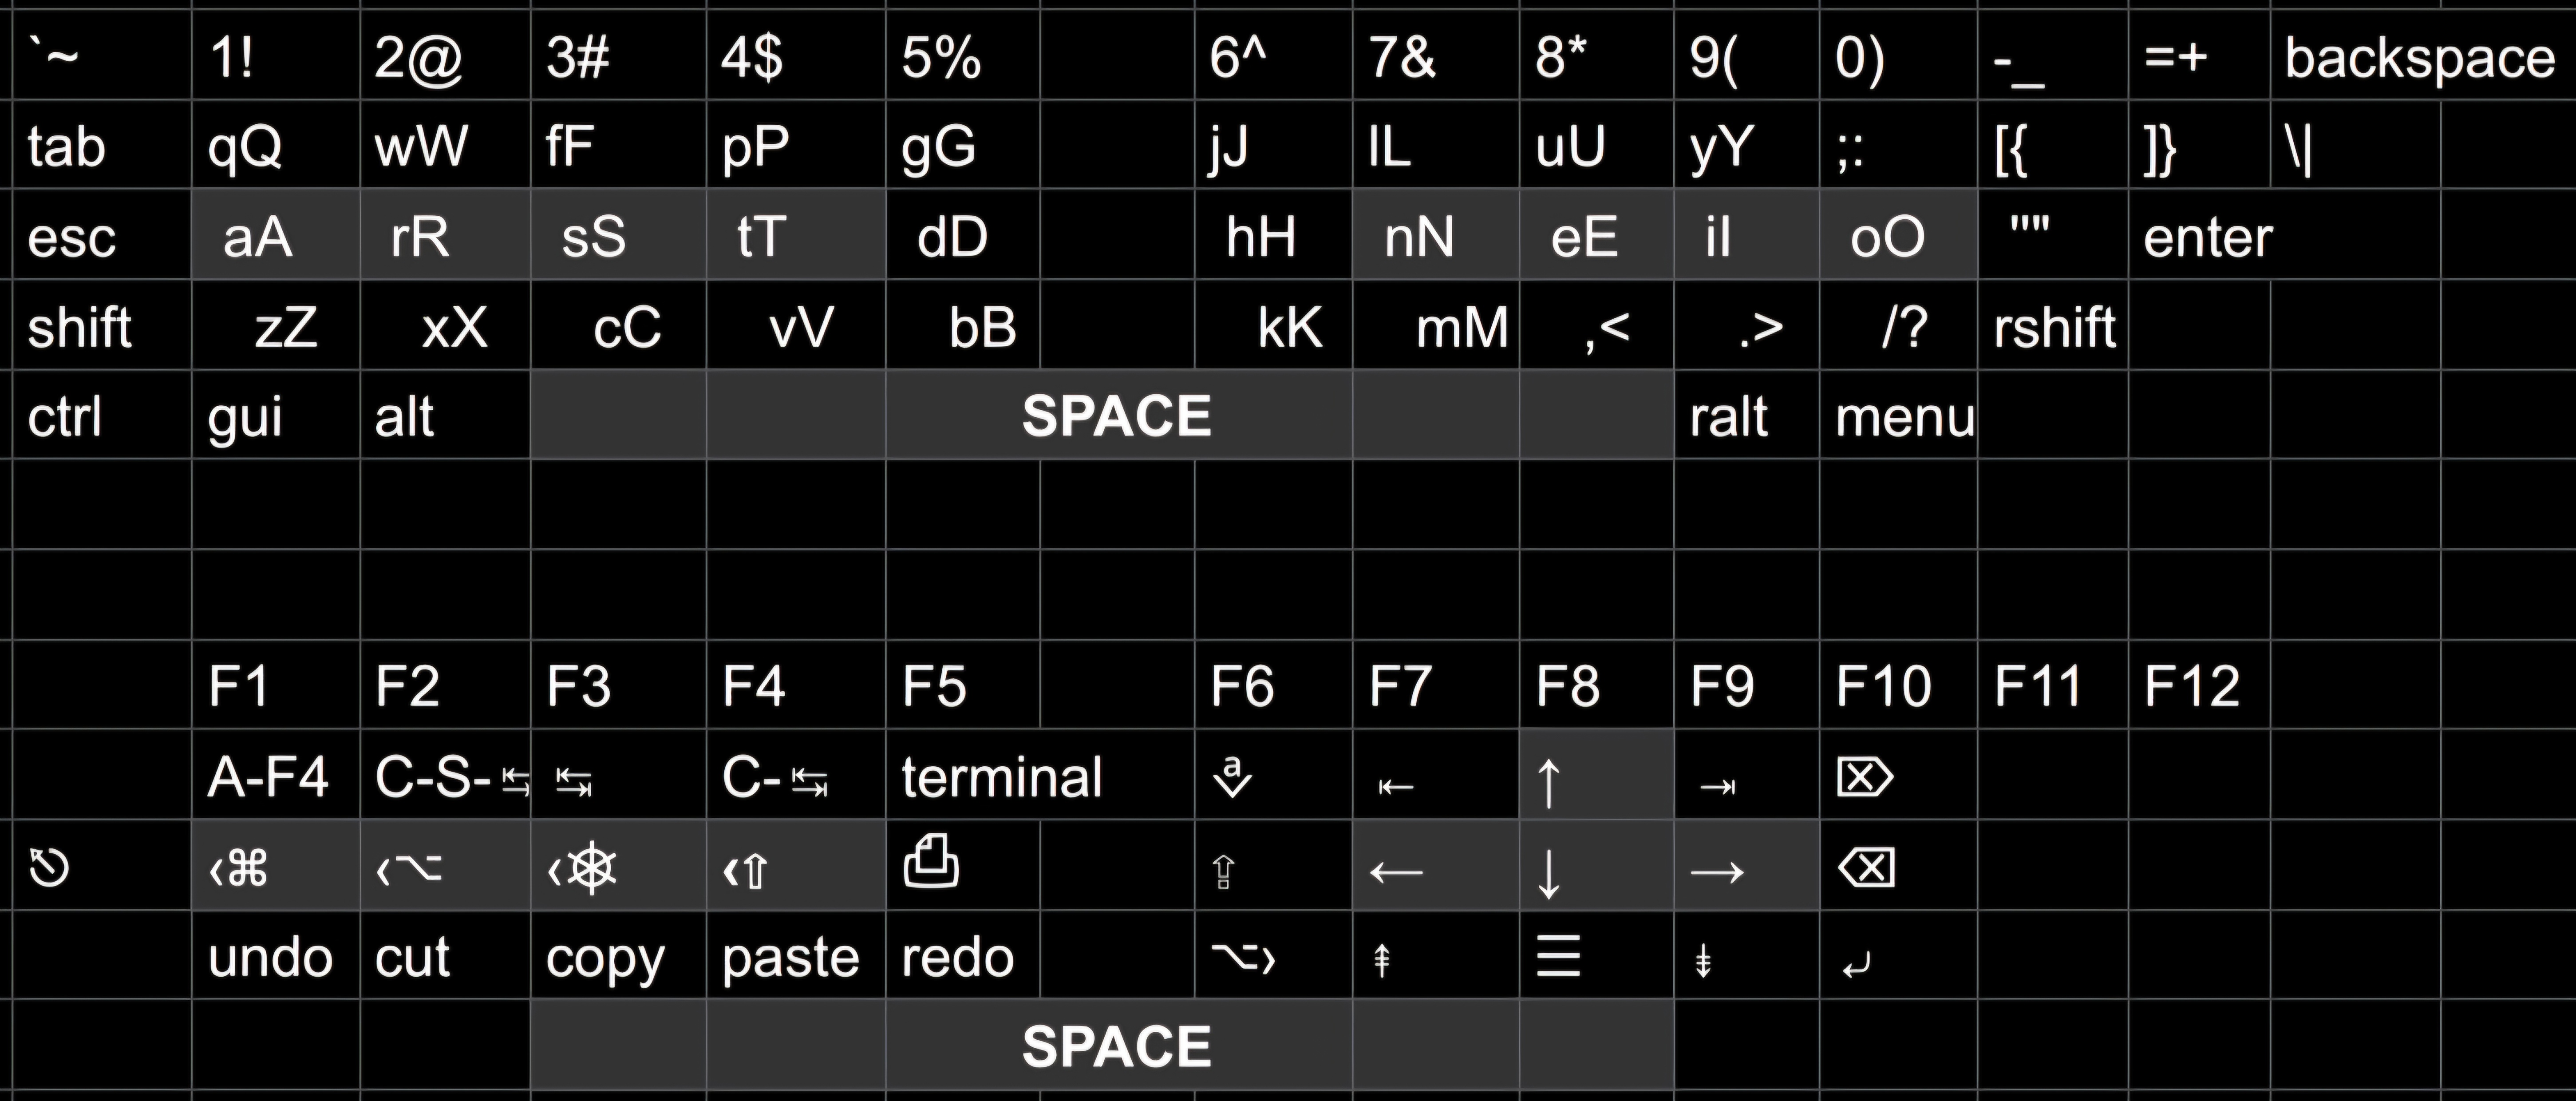 `~ 1! 2@ 3# 4$ 5% 6^ 7& 8* 9( 0) -_ =+ backspace
tab qQ wW fF pP gG jJ lL uU yY ;: [{ ]} \|
esc aA rR sS tT dD hH nN eE iI oO "" enter
shift zZ xX cC vV bB kK mM ,< .> /? rshift
ctrl gui alt SPACE ralt menu
F1 F2 F3 F4 F5 F6 F7 F8 F9 F10 F11 F12
A-F4 C-S-↹ ↹ C-↹ terminal a ⇤ ↑ ⇥ ⌦
⎋ ‹⌘ ‹⌥ ‹⎈ ‹⇧ ⎙ ⇪ ← ↓ → ⌫
undo cut copy paste redo ⌥› ⇞ ☰ ⇟ ⏎
SPACE